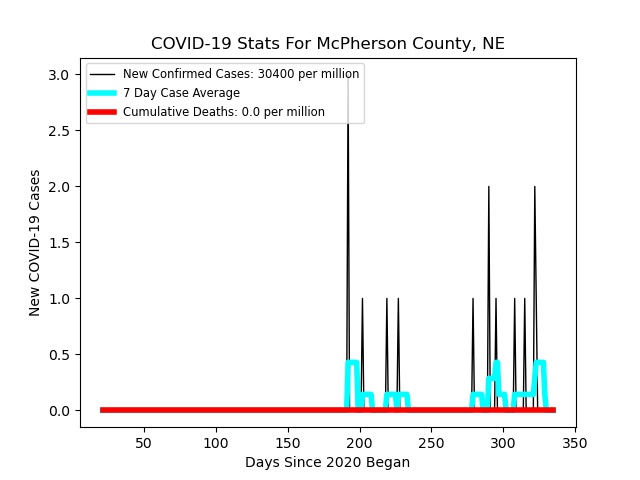 COVID-19 Stats For McPherson County, NE
New Confirmed Cases: 30400 per million
7 Day Case Average
Cumulative Deaths: 0.0 per million
New COVID-19 Cases
3.0
2.5
2.0
1.5
1.0
0.5
0.0
50 100 150 200 250 300 350
Days Since 2020 Began